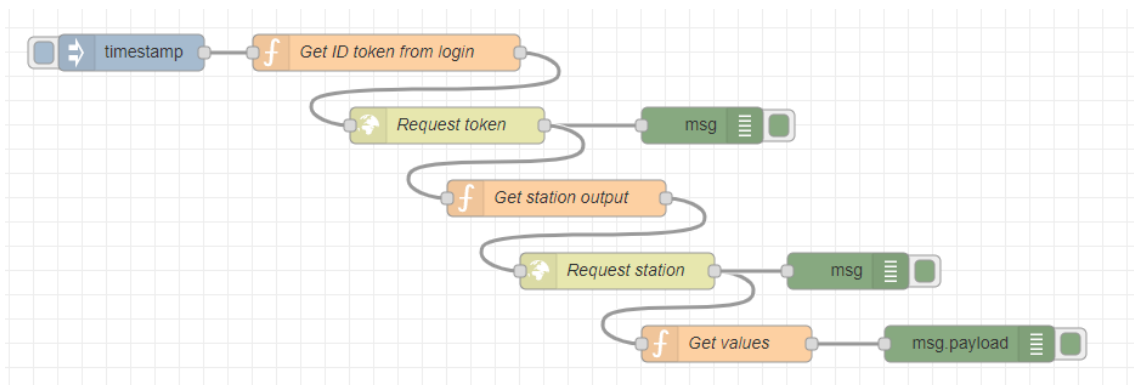 timestamp
Get ID token from login
Request token
msg
Get station output
Request station
msg
Get values
msg.payload